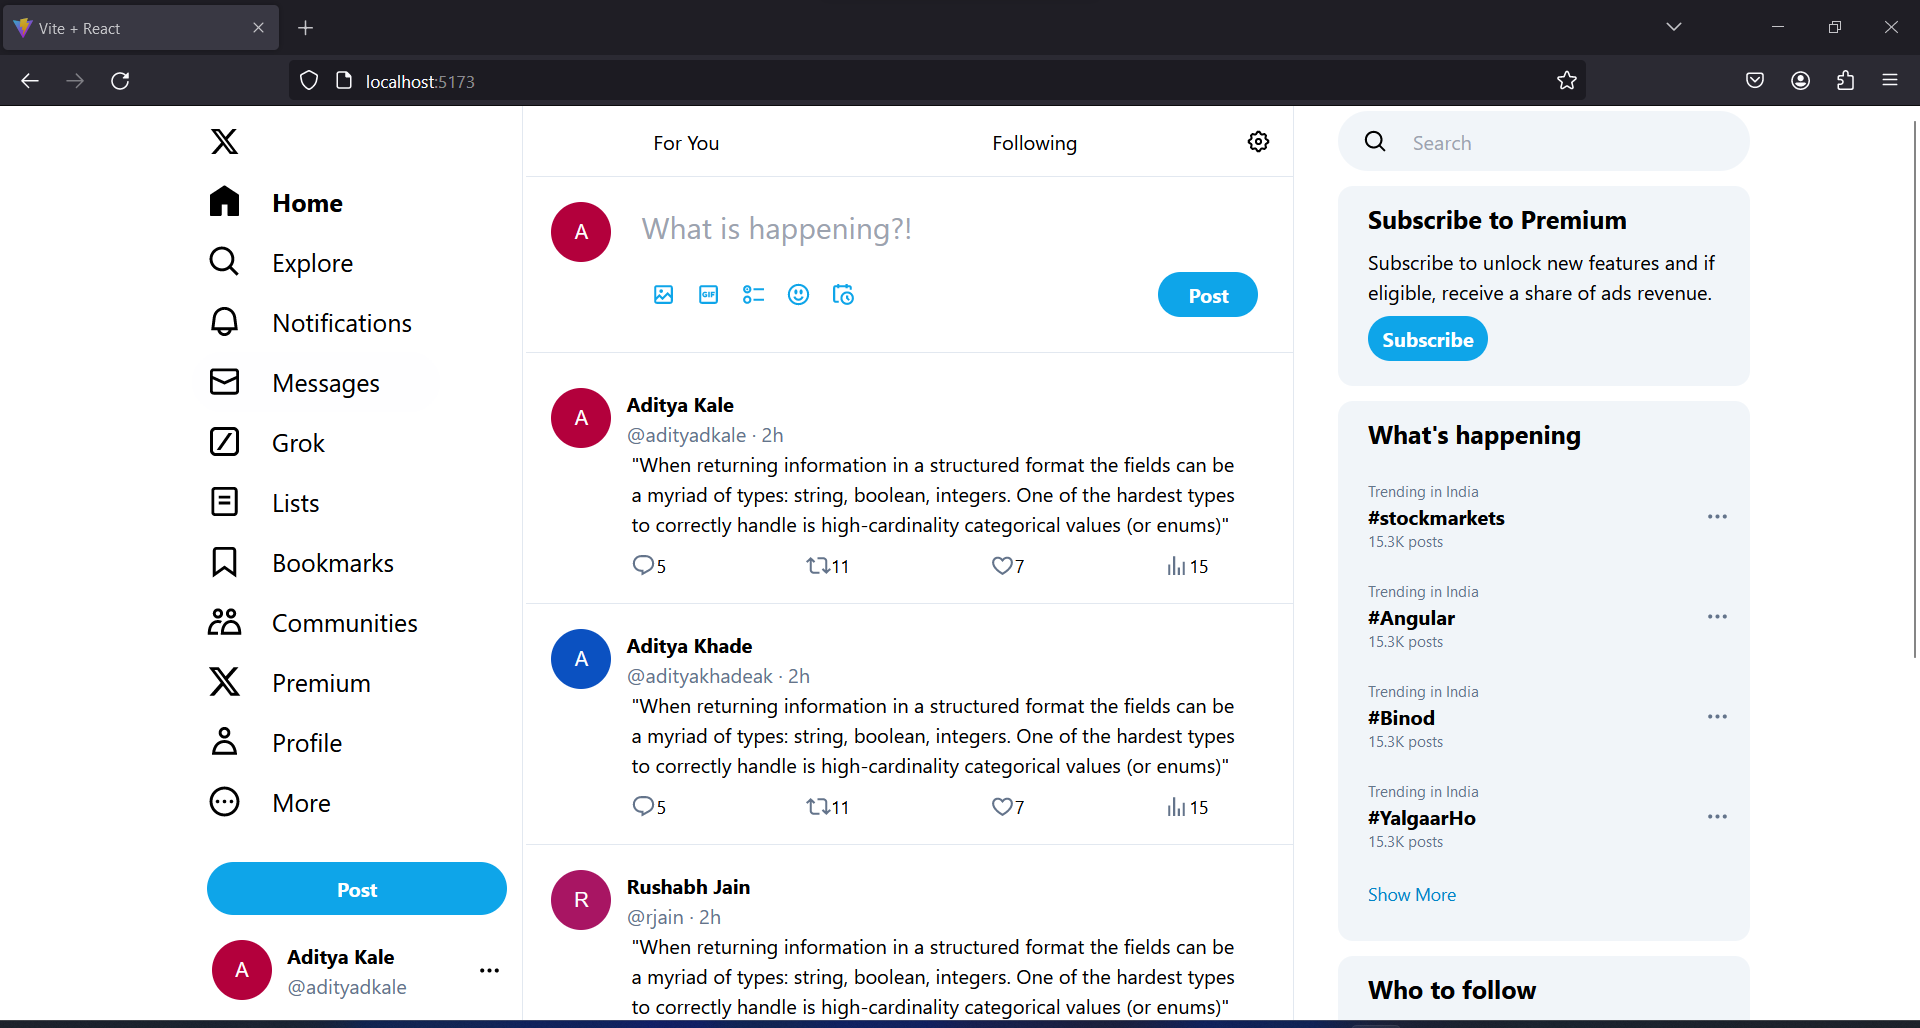 Vite + React
localhost:5173
Home
Explore
Notifications
Messages
Grok
Lists
Bookmarks
Communities
Premium
Profile
More
Post
A
Aditya Kale
@adityadkale
For You
Following
A
What is happening?!
GIF
Post
A
Aditya Kale
@adityadkale · 2h
"When returning information in a structured format the fields can be
a myriad of types: string, boolean, integers. One of the hardest types
to correctly handle is high-cardinality categorical values (or enums)"
5
11
7
15
A
Aditya Khade
@adityakhadeak · 2h
"When returning information in a structured format the fields can be
a myriad of types: string, boolean, integers. One of the hardest types
to correctly handle is high-cardinality categorical values (or enums)"
5
11
7
15
R
Rushabh Jain
@rjain · 2h
"When returning information in a structured format the fields can be
a myriad of types: string, boolean, integers. One of the hardest types
to correctly handle is high-cardinality categorical values (or enums)"
Search
Subscribe to Premium
Subscribe to unlock new features and if
eligible, receive a share of ads revenue.
Subscribe
What's happening
Trending in India
#stockmarkets
15.3K posts
Trending in India
#Angular
15.3K posts
Trending in India
#Binod
15.3K posts
Trending in India
#YalgaarHo
15.3K posts
Show More
Who to follow